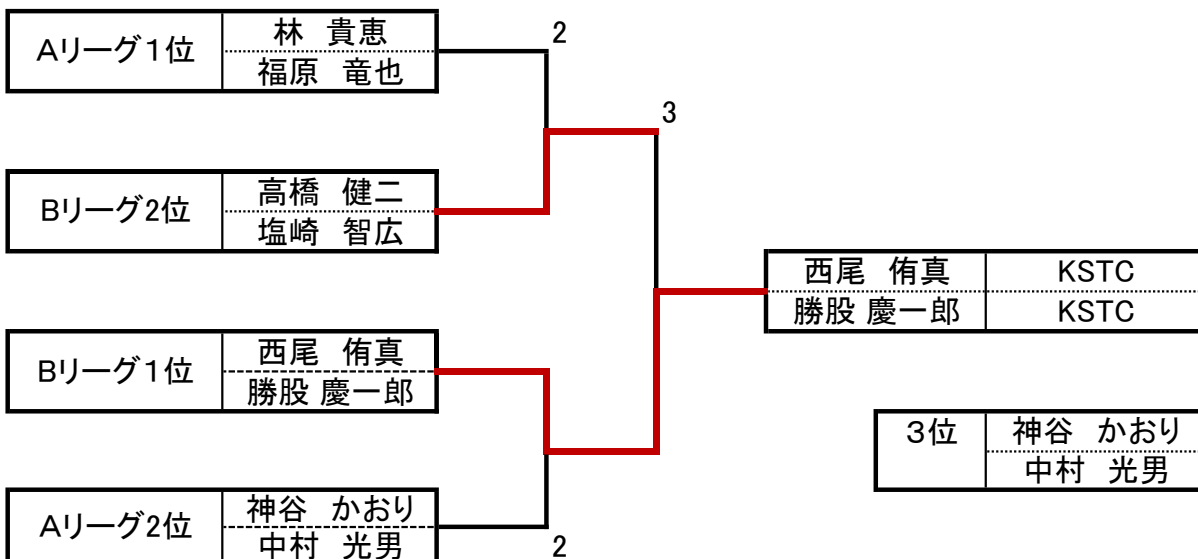 Aリーグ１位 林　貴恵 2
福原　竜也
3
Bリーグ2位 高橋　健二
塩崎　智広
西尾　侑真 KSTC
勝股 慶一郎 KSTC
Bリーグ１位 西尾　侑真
勝股 慶一郎
３位 神谷　かおり
中村　光男
Aリーグ2位 神谷　かおり
中村　光男 2